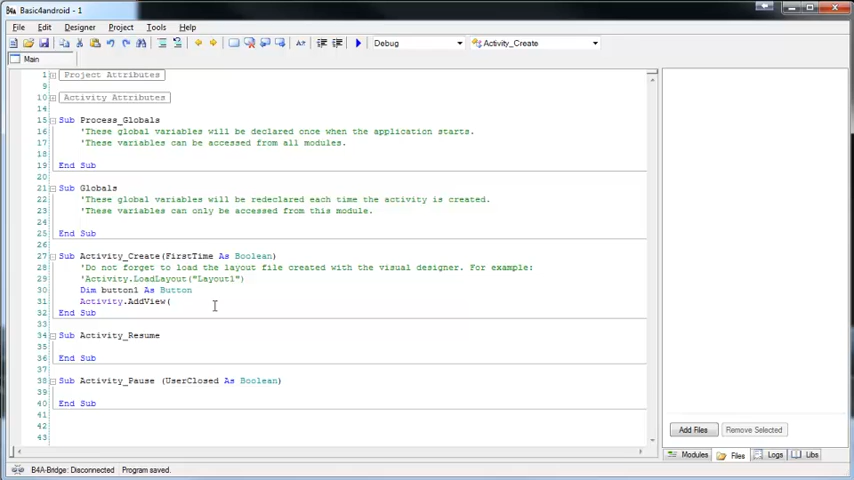 Basic4android - 1
File Edit Designer Project Tools Help
Debug Activity_Create
Main
1 Project Attributes
9
10 Activity Attributes
14
15 Sub Process_Globals
16 'These global variables will be declared once when the application starts.
17 'These variables can be accessed from all modules.
18
19 End Sub
20
21 Sub Globals
22 'These global variables will be redeclared each time the activity is created.
23 'These variables can only be accessed from this module.
24
25 End Sub
26
27 Sub Activity_Create(FirstTime As Boolean)
28 'Do not forget to load the layout file created with the visual designer. For example:
29 'Activity.LoadLayout("Layout1")
30 Dim button1 As Button
31 Activity.AddView(
32 End Sub
33
34 Sub Activity_Resume
35
36 End Sub
37
38 Sub Activity_Pause (UserClosed As Boolean)
39
40 End Sub
41
42
43
Add Files Remove Selected
Modules Files Logs Libs
B4A-Bridge: Disconnected Program saved.